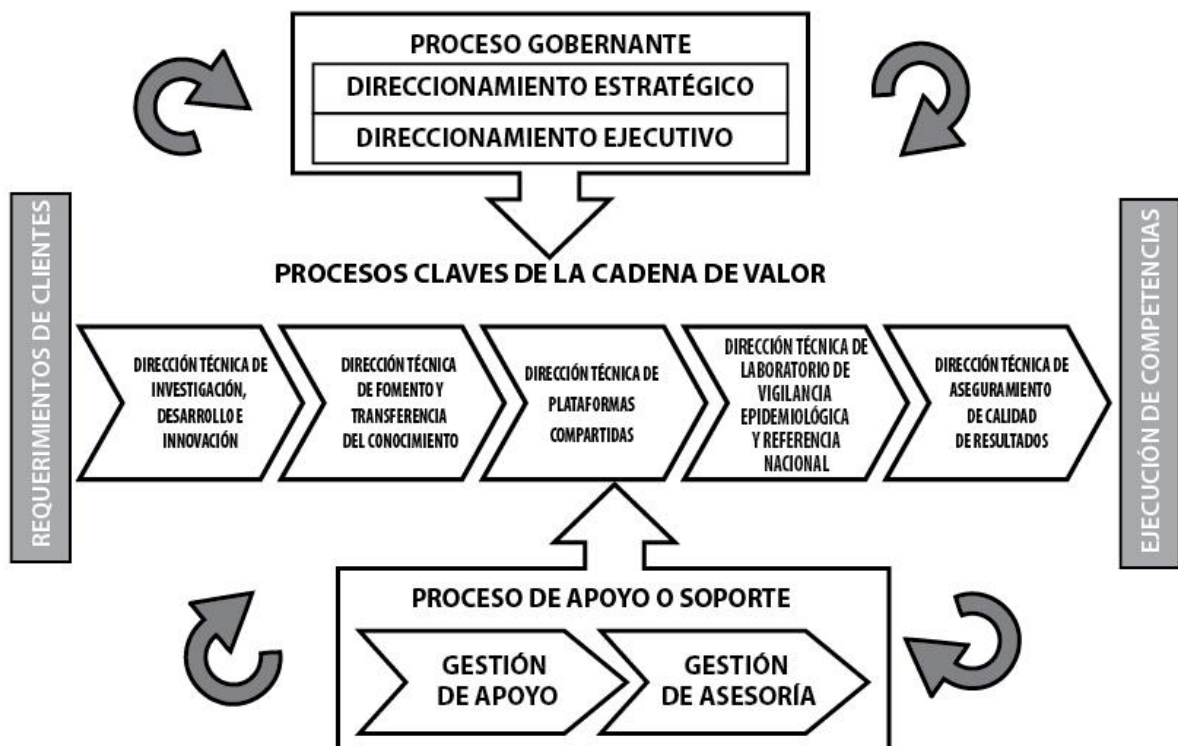 PROCESO GOBERNANTE
DIRECCIONAMIENTO ESTRATÉGICO
DIRECCIONAMIENTO EJECUTIVO
REQUERIMIENTOS DE CLIENTES
PROCESOS CLAVES DE LA CADENA DE VALOR
DIRECCIÓN TÉCNICA DE
INVESTIGACIÓN,
DESARROLLO E
INNOVACIÓN
DIRECCIÓN TÉCNICA
DE FOMENTO Y
TRANSFERENCIA
DEL CONOCIMIENTO
DIRECCIÓN TÉCNICA DE
PLATAFORMAS
COMPARTIDAS
DIRECCIÓN TÉCNICA DE
LABORATORIO DE
VIGILANCIA
EPIDEMIOLÓGICA
Y REFERENCIA
NACIONAL
DIRECCIÓN TÉCNICA DE
ASEGURAMIENTO
DE CALIDAD
DE RESULTADOS
EJECUCIÓN DE COMPETENCIAS
PROCESO DE APOYO O SOPORTE
GESTIÓN
DE APOYO
GESTIÓN
DE ASESORÍA